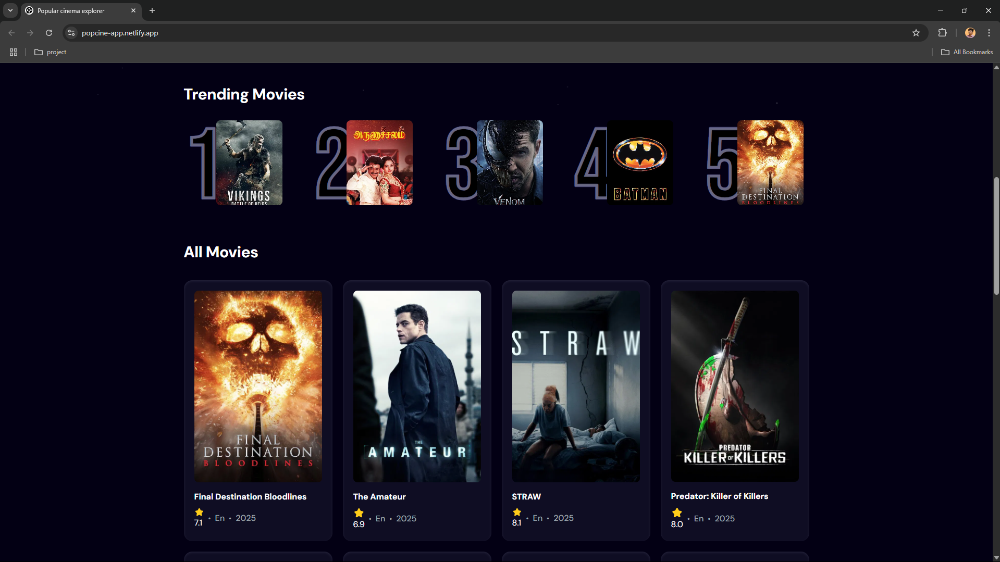 Popular cinema explorer
popcine-app.netlify.app
project
All Bookmarks
Trending Movies
1
VIKINGS
BATTLE OF HEIRS
2
அருணாச்சலம்
3
VENOM
4
BATMAN
5
FINAL
DESTINATION
BLOODLINES
All Movies
FINAL
DESTINATION
BLOODLINES
Final Destination Bloodlines
7.1 • En • 2025
THE
AMATEUR
The Amateur
6.9 • En • 2025
STRAW
STRAW
8.1 • En • 2025
PREDATOR
KILLER OF KILLERS
Predator: Killer of Killers
8.0 • En • 2025